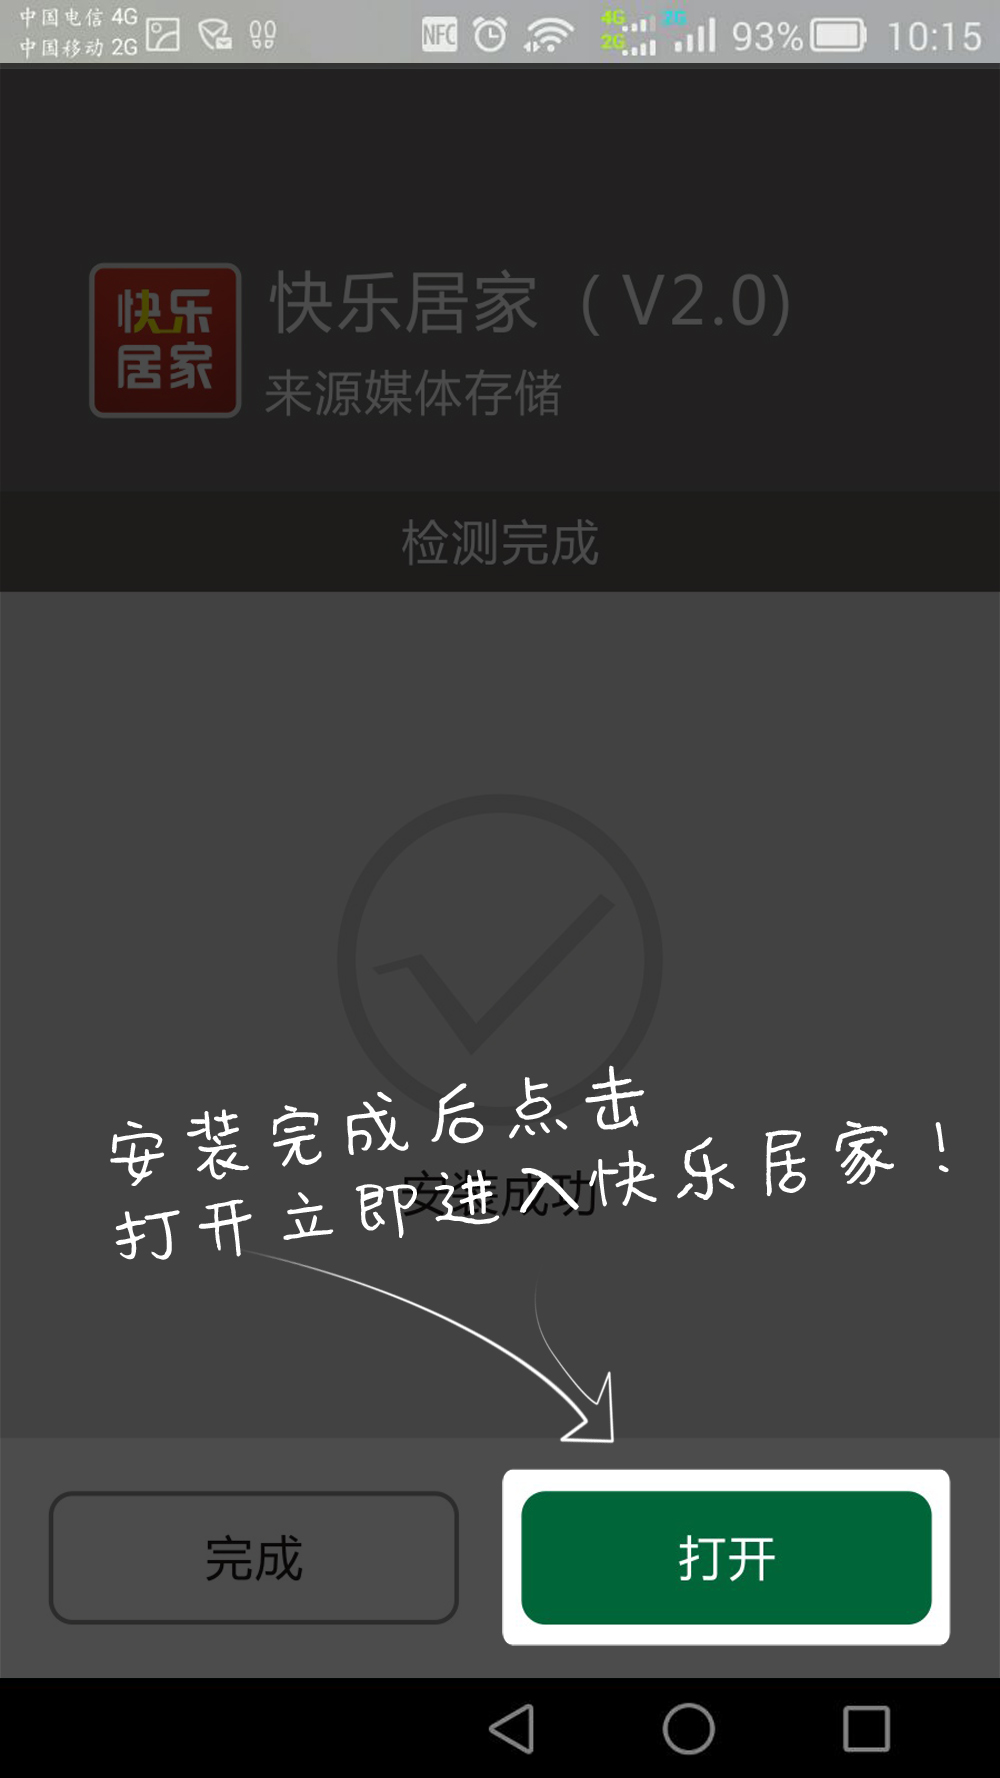 中国电信 4G
中国移动 2G
NFC
4G
2G
2G
93%
10:15
快乐
居家
快乐居家（V2.0)
来源媒体存储
检测完成
安装完成后点击
打开立即进入快乐居家！
安装成功
完成
打开